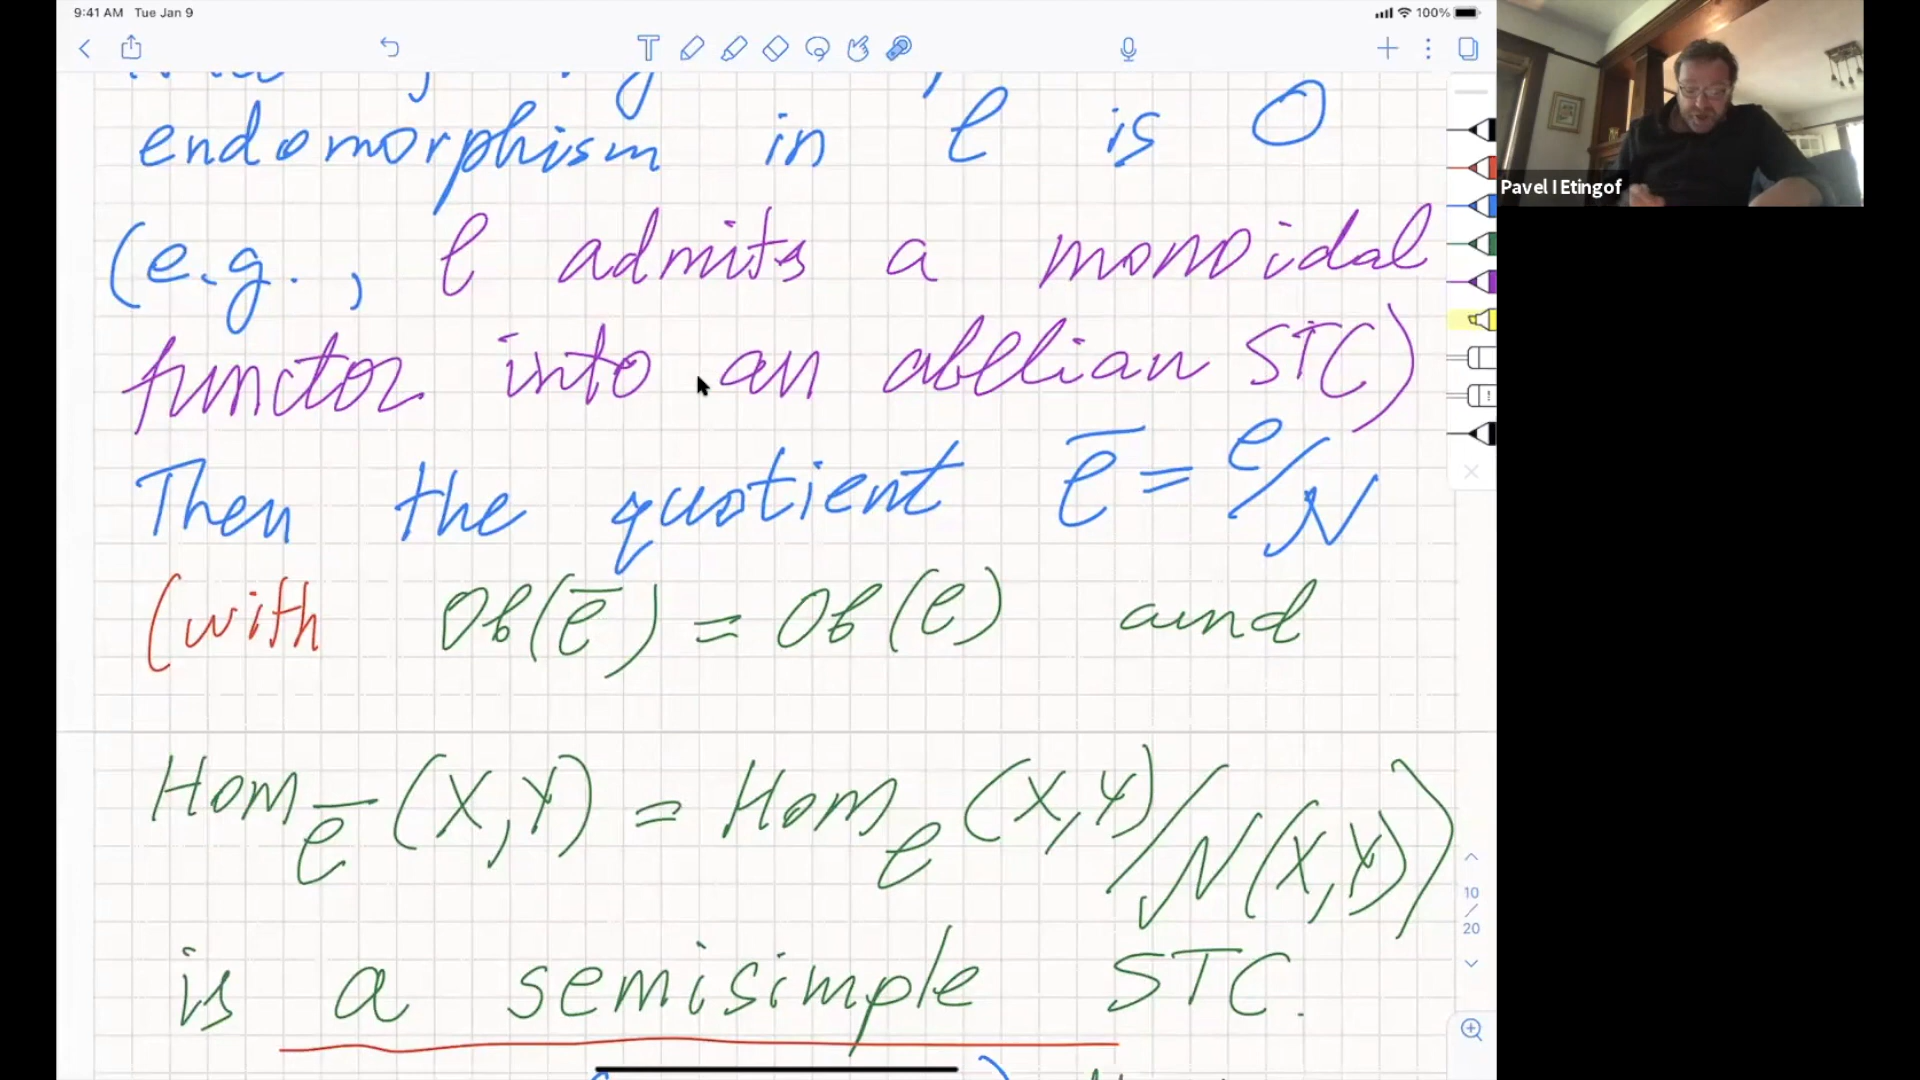 9:41 AM Tue Jan 9
100%
endomorphism in C is 0
(e.g., C admits a monoidal
functor into an abelian STC)
Then the quotient C̅ = C/N
(with Ob(C̅) = Ob(C) and
Hom_C̅ (X,Y) = Hom_C (X,Y)/N(X,Y))
is a semisimple STC.
10
/
20
Pavel I Etingof